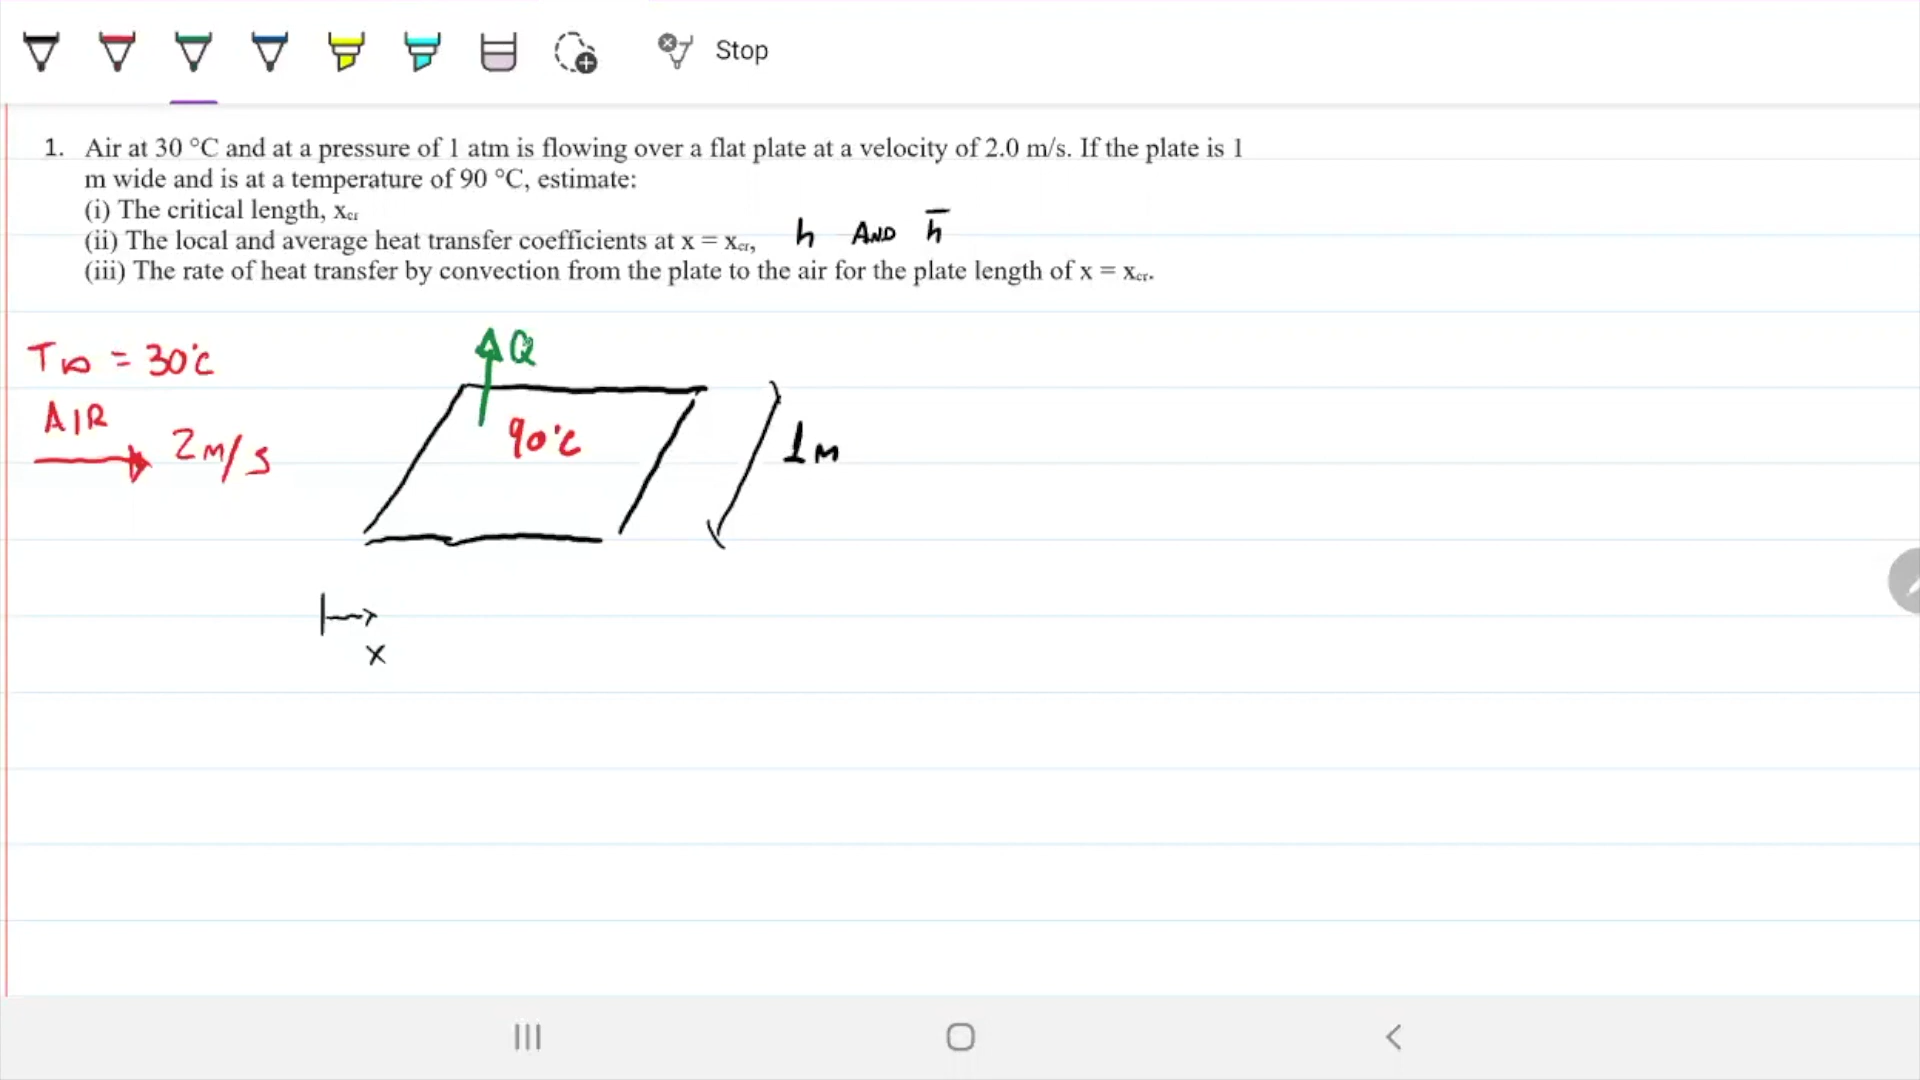 Stop
1. Air at 30 °C and at a pressure of 1 atm is flowing over a flat plate at a velocity of 2.0 m/s. If the plate is 1
m wide and is at a temperature of 90 °C, estimate:
(i) The critical length, xcr
(ii) The local and average heat transfer coefficients at x = xcr, h AND h̅
(iii) The rate of heat transfer by convection from the plate to the air for the plate length of x = xcr.
T∞ = 30°C
Q
AIR
2 m/s
90°C
1 m
x